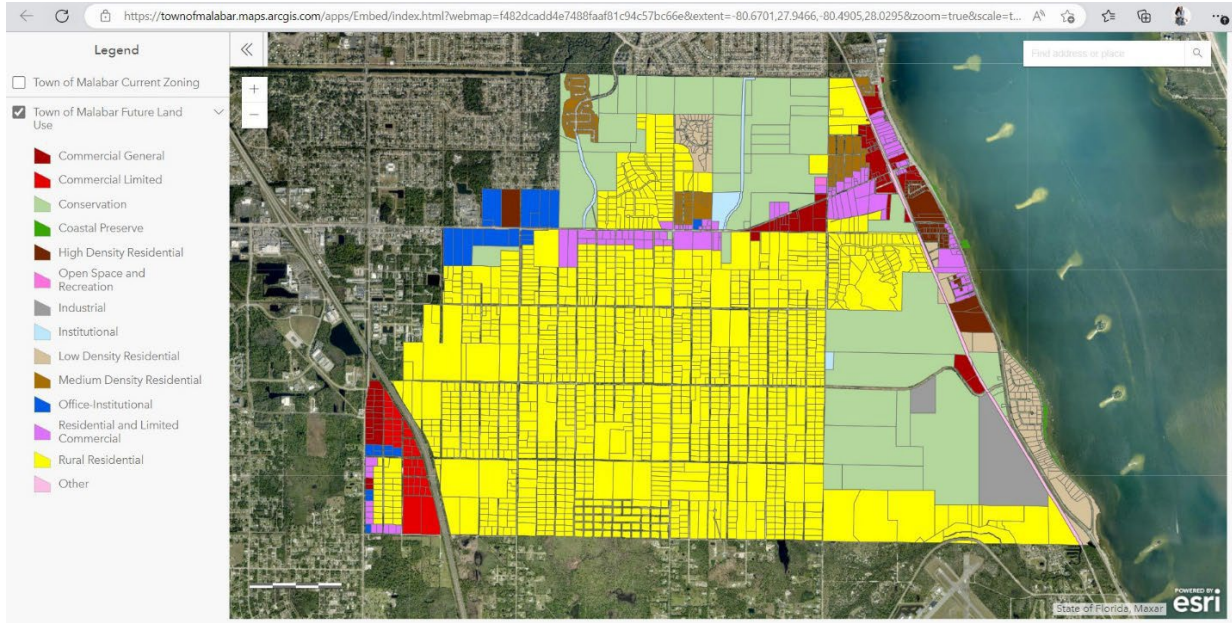 https://townofmalabar.maps.arcgis.com/apps/Embed/index.html?webmap=f482dcadd4e7488faaf81c94c57bc66e&extent=-80.6701,27.9466,-80.4905,28.0295&zoom=true&scale=t...
Legend
Find address or place
Town of Malabar Current Zoning
+
Town of Malabar Future Land
Use
−
Commercial General
Commercial Limited
Conservation
Coastal Preserve
High Density Residential
Open Space and
Recreation
Industrial
Institutional
Low Density Residential
Medium Density Residential
Office-Institutional
Residential and Limited
Commercial
Rural Residential
Other
POWERED BY
esri
State of Florida, Maxar